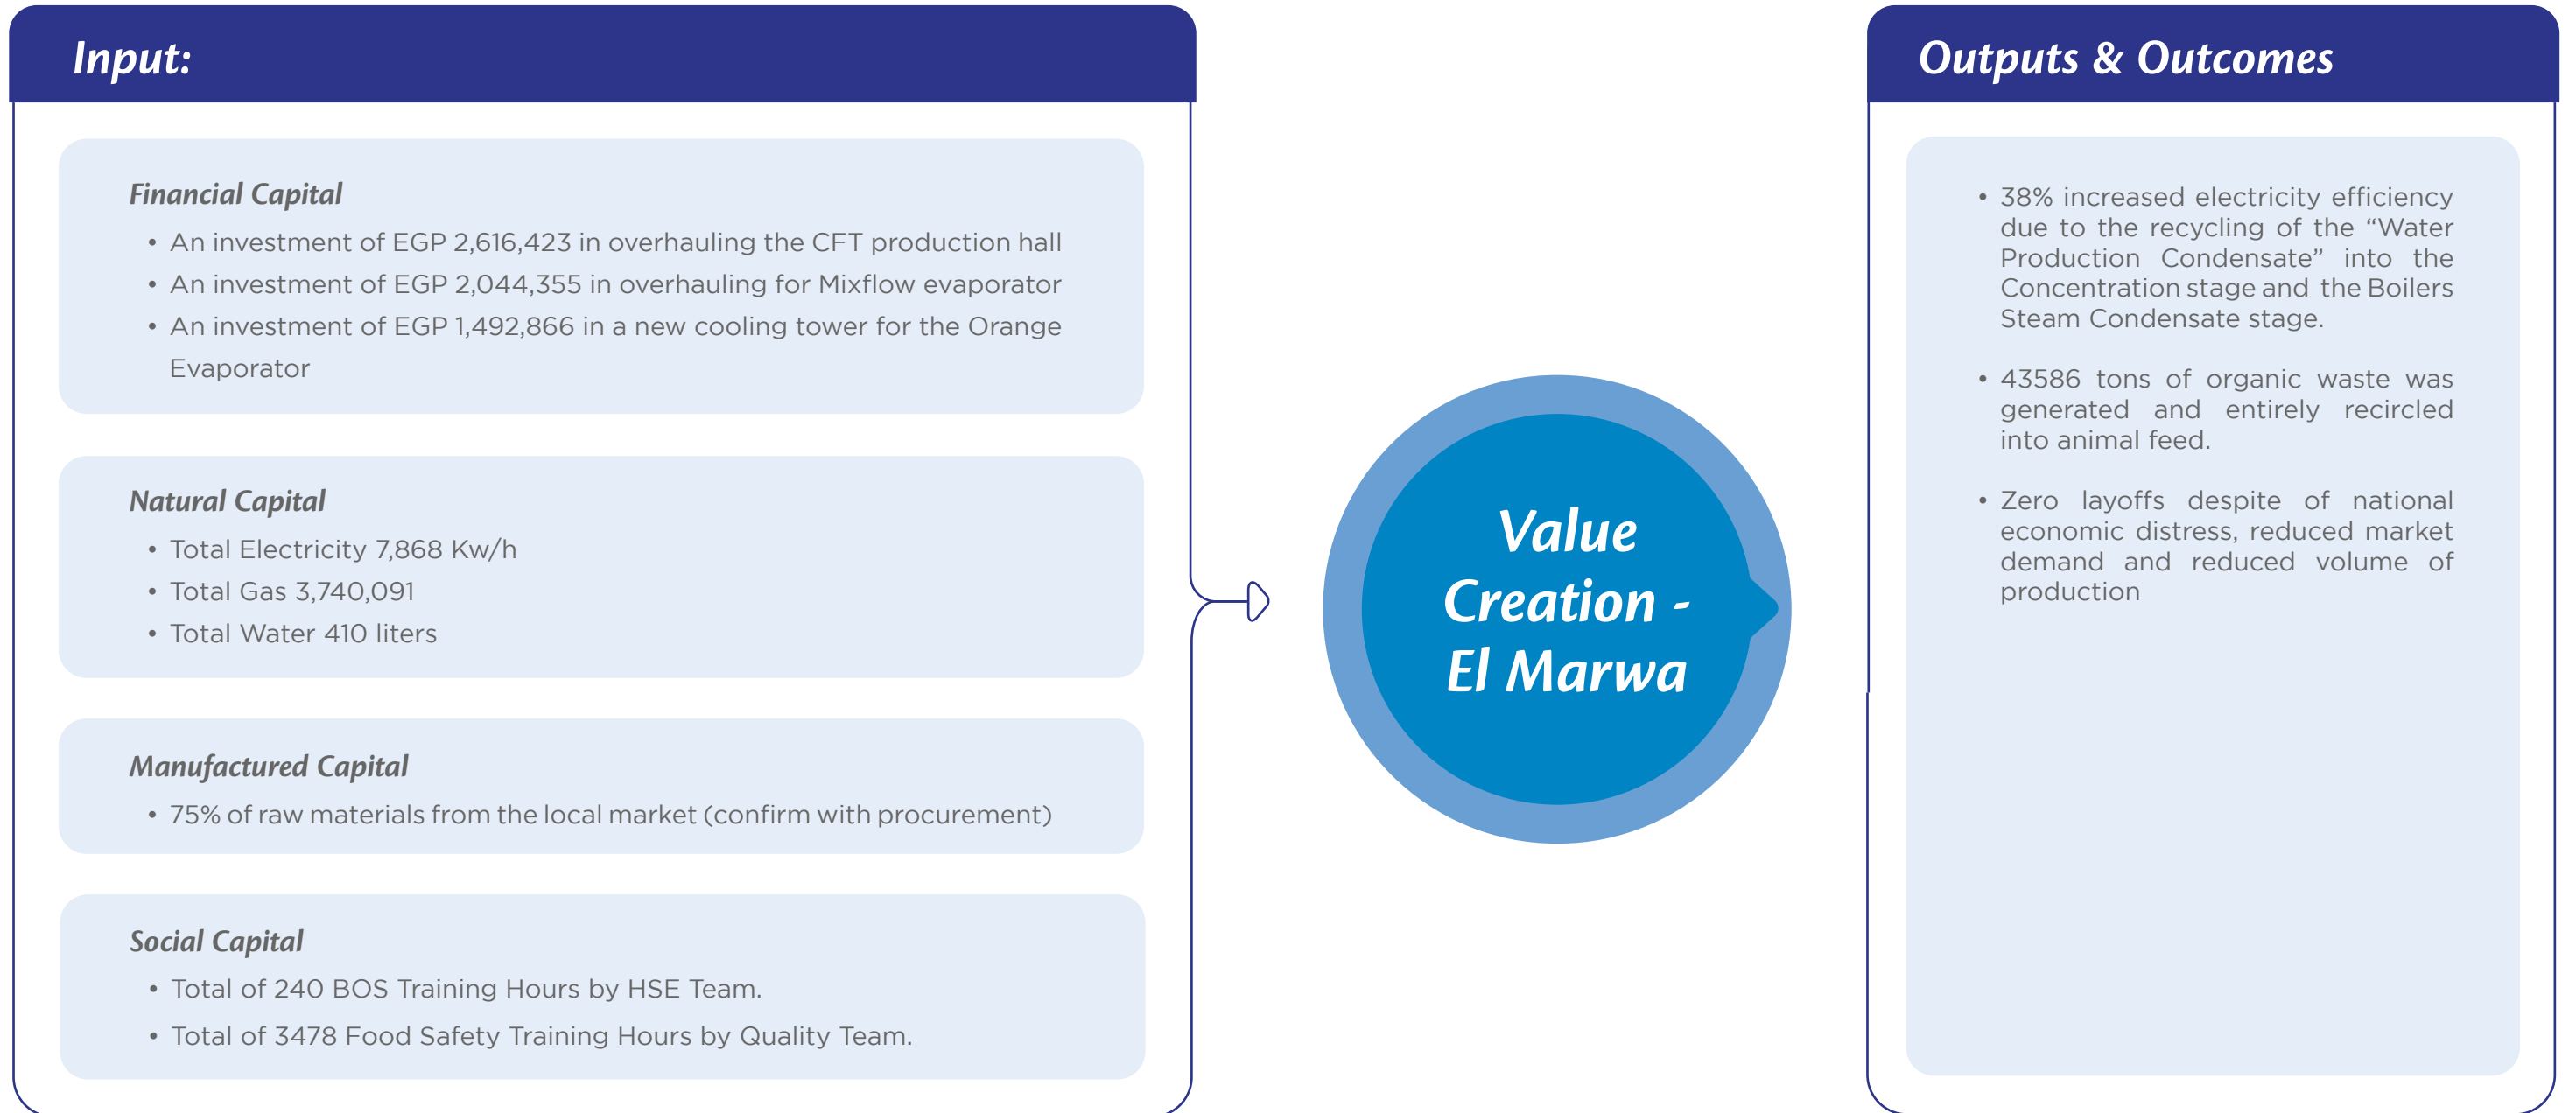 Input:
Financial Capital
• An investment of EGP 2,616,423 in overhauling the CFT production hall
• An investment of EGP 2,044,355 in overhauling for Mixflow evaporator
• An investment of EGP 1,492,866 in a new cooling tower for the Orange
Evaporator
Natural Capital
• Total Electricity 7,868 Kw/h
• Total Gas 3,740,091
• Total Water 410 liters
Manufactured Capital
• 75% of raw materials from the local market (confirm with procurement)
Social Capital
• Total of 240 BOS Training Hours by HSE Team.
• Total of 3478 Food Safety Training Hours by Quality Team.
Value
Creation -
El Marwa
Outputs & Outcomes
• 38% increased electricity efficiency
due to the recycling of the “Water
Production Condensate” into the
Concentration stage and the Boilers
Steam Condensate stage.
• 43586 tons of organic waste was
generated and entirely recircled
into animal feed.
• Zero layoffs despite of national
economic distress, reduced market
demand and reduced volume of
production